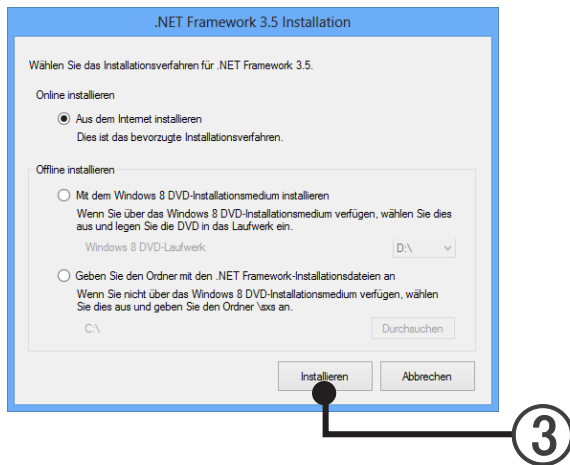 .NET Framework 3.5 Installation
Wählen Sie das Installationsverfahren für .NET Framework 3.5.
Online installieren
Aus dem Internet installieren
Dies ist das bevorzugte Installationsverfahren.
Offline installieren
Mit dem Windows 8 DVD-Installationsmedium installieren
Wenn Sie über das Windows 8 DVD-Installationsmedium verfügen, wählen Sie dies
aus und legen Sie die DVD in das Laufwerk ein.
Windows 8 DVD-Laufwerk D:\
Geben Sie den Ordner mit den .NET Framework-Installationsdateien an
Wenn Sie nicht über das Windows 8 DVD-Installationsmedium verfügen, wählen
Sie dies aus und geben Sie den Ordner \sxs an.
C:\ Durchsuchen
Installieren Abbrechen
3